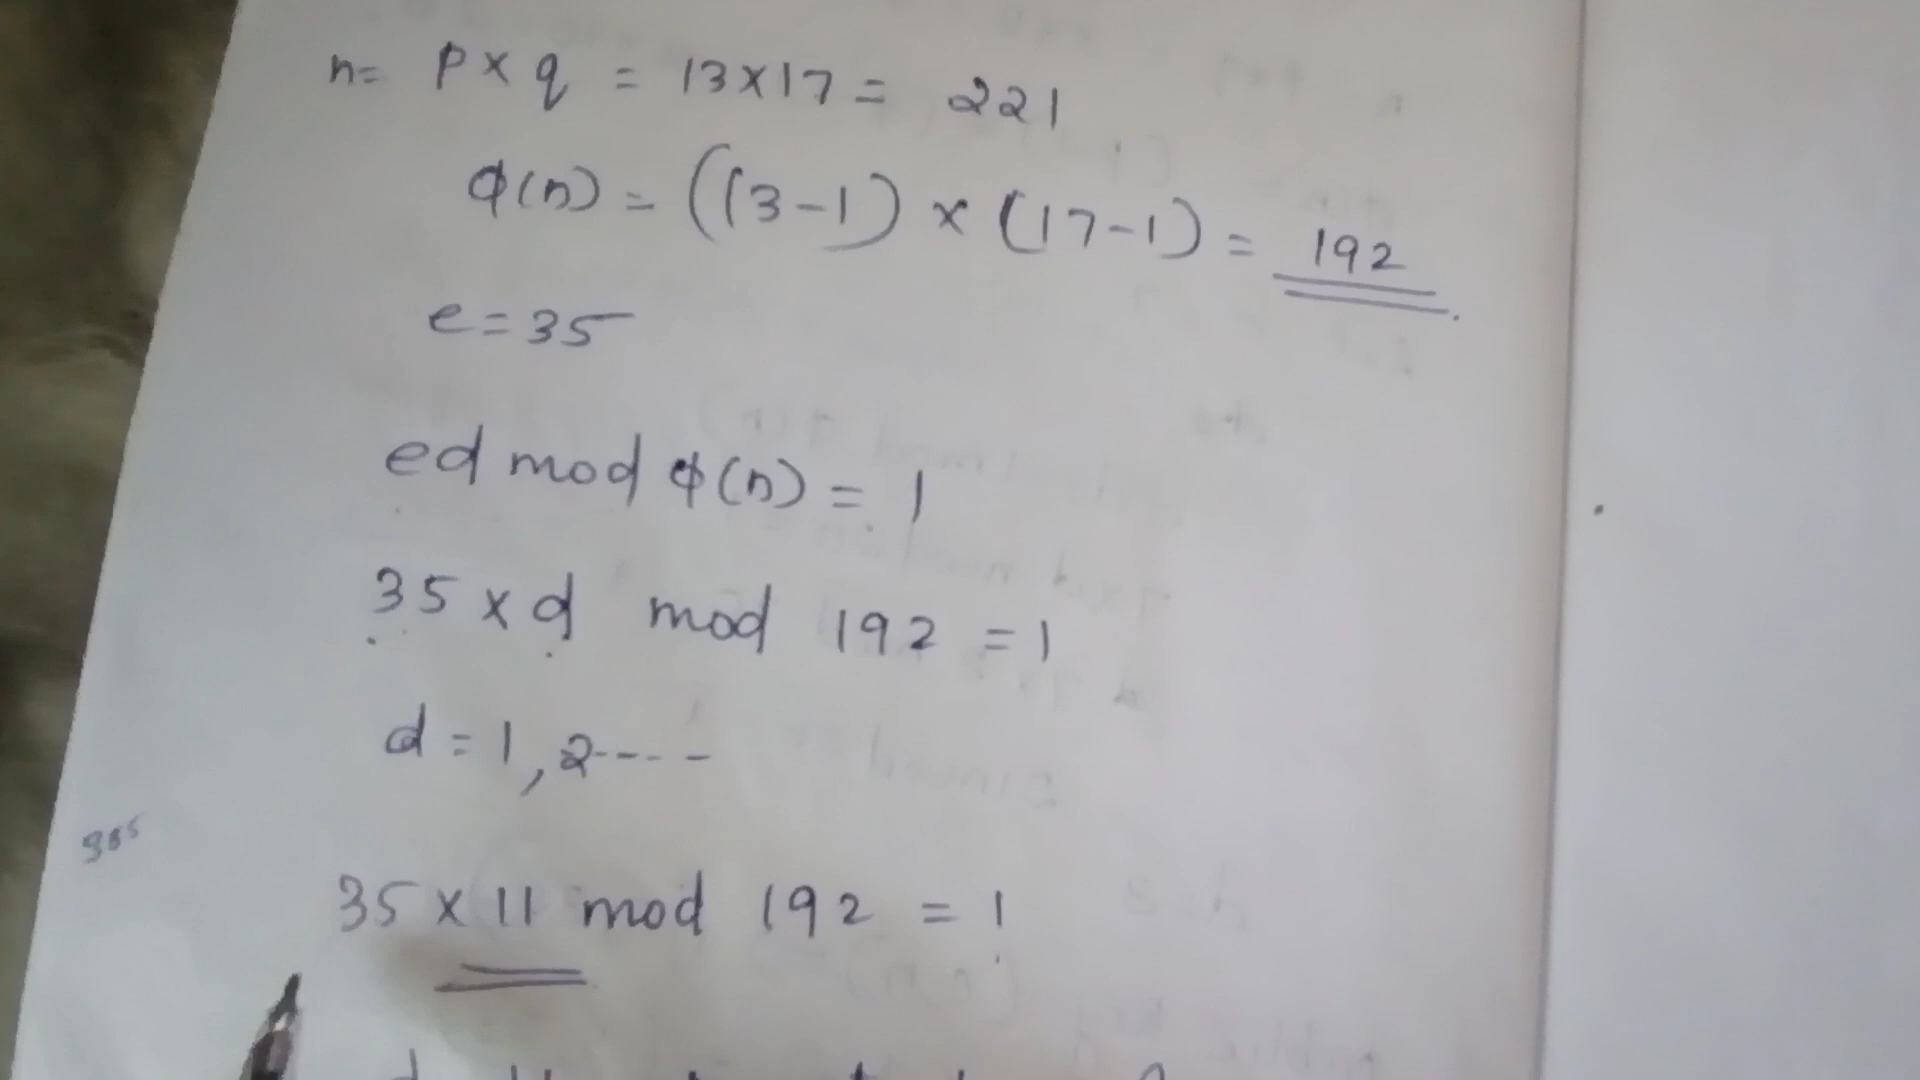 n= p×q = 13×17 = 221
φ(n) = (13-1) × (17-1) = 192
e=35
ed mod φ(n) = 1
35 × d mod 192 = 1
d = 1, 2----
385
35 × 11 mod 192 = 1